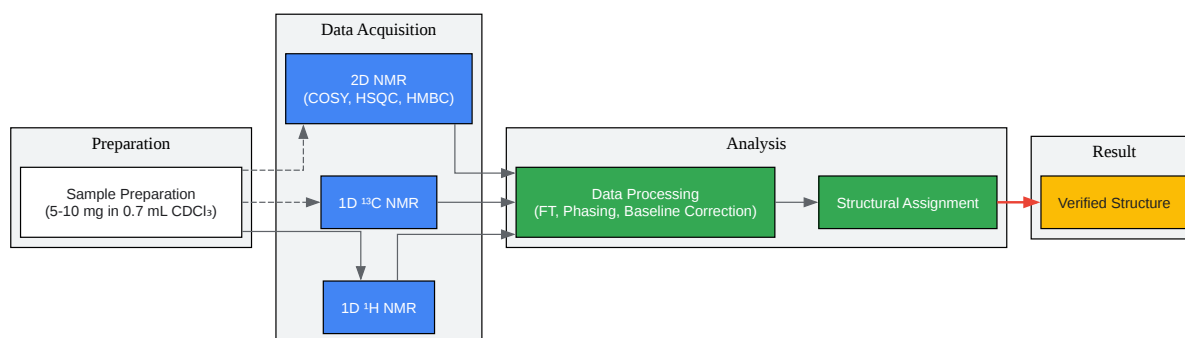 Preparation
Sample Preparation
(5-10 mg in 0.7 mL CDCl₃)
Data Acquisition
2D NMR
(COSY, HSQC, HMBC)
1D ¹³C NMR
1D ¹H NMR
Analysis
Data Processing
(FT, Phasing, Baseline Correction)
Structural Assignment
Result
Verified Structure